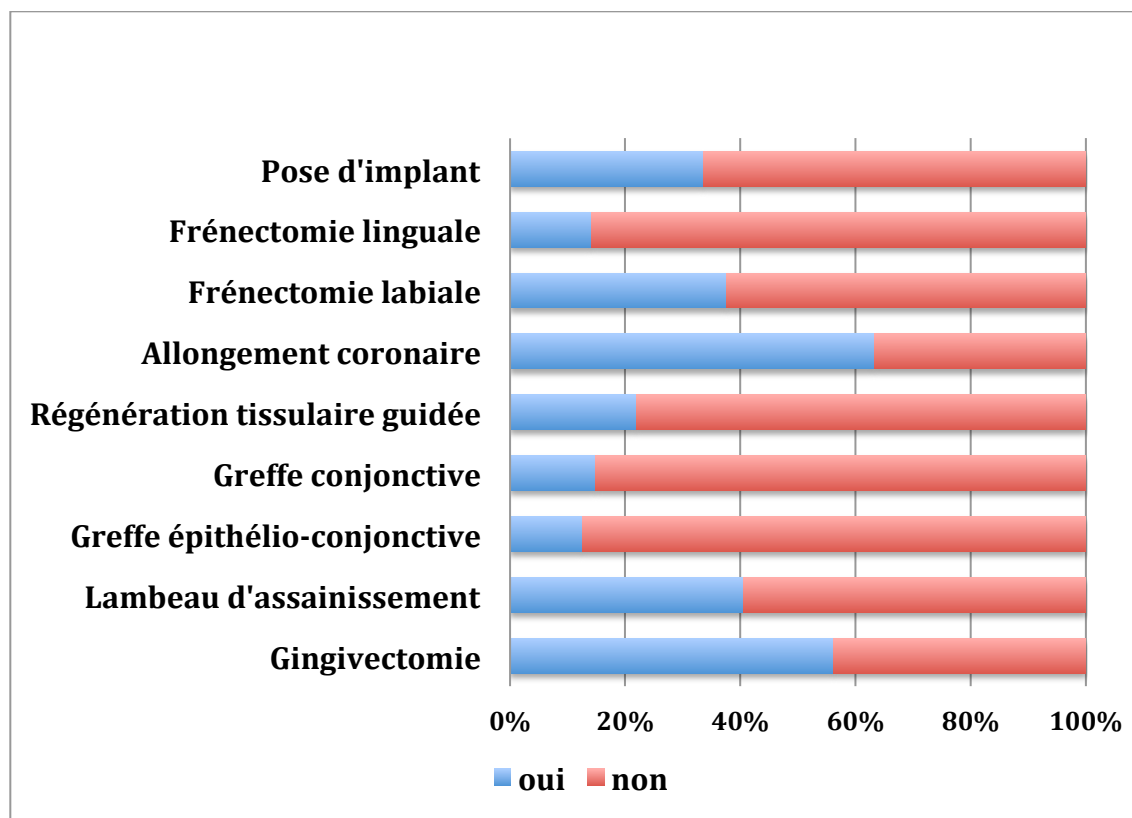 Pose d'implant
Frénectomie linguale
Frénectomie labiale
Allongement coronaire
Régénération tissulaire guidée
Greffe conjonctive
Greffe épithélio-conjonctive
Lambeau d'assainissement
Gingivectomie
0% 20% 40% 60% 80% 100%
oui non